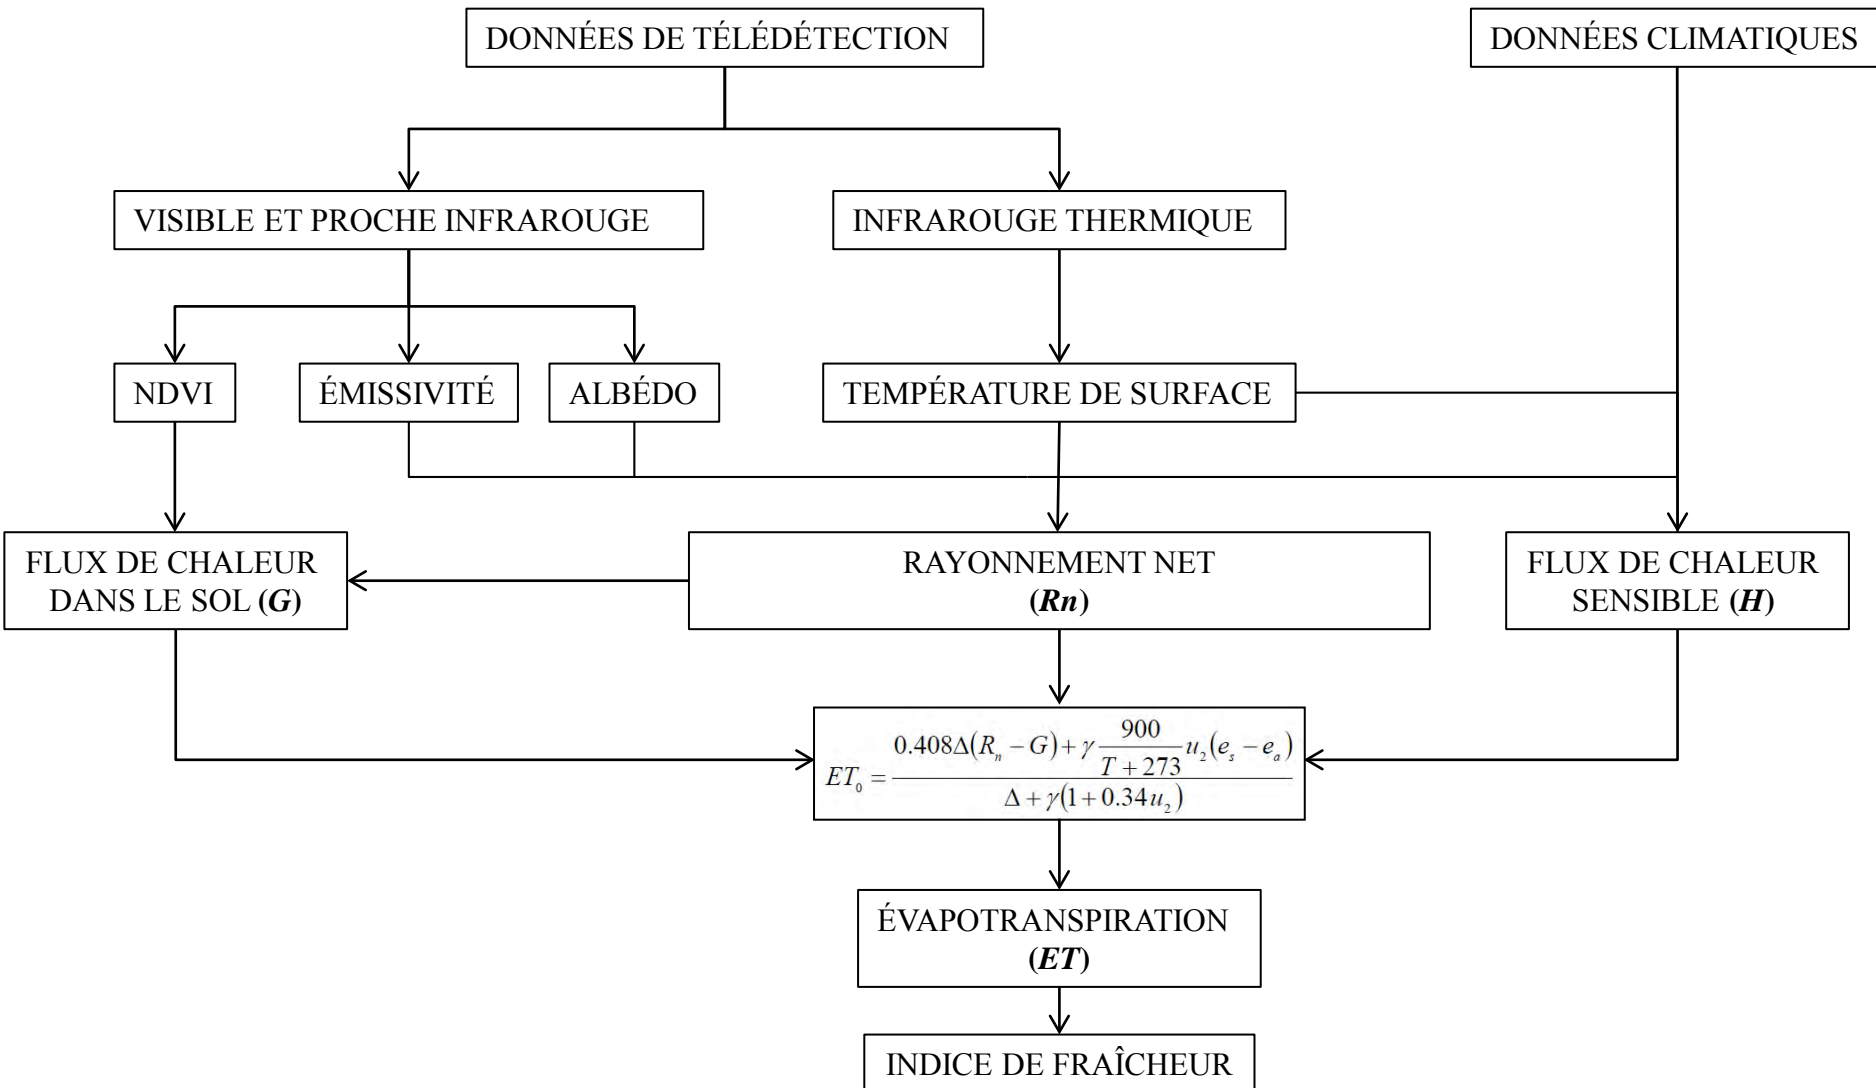 DONNÉES DE TÉLÉDÉTECTION
DONNÉES CLIMATIQUES
VISIBLE ET PROCHE INFRAROUGE
INFRAROUGE THERMIQUE
NDVI
ÉMISSIVITÉ
ALBÉDO
TEMPÉRATURE DE SURFACE
FLUX DE CHALEUR
DANS LE SOL (G)
RAYONNEMENT NET
(Rn)
FLUX DE CHALEUR
SENSIBLE (H)
ET₀ = (0.408Δ(Rₙ − G) + γ 900/(T + 273) u₂(eₛ − eₐ)) / (Δ + γ(1 + 0.34u₂))
ÉVAPOTRANSPIRATION
(ET)
INDICE DE FRAÎCHEUR